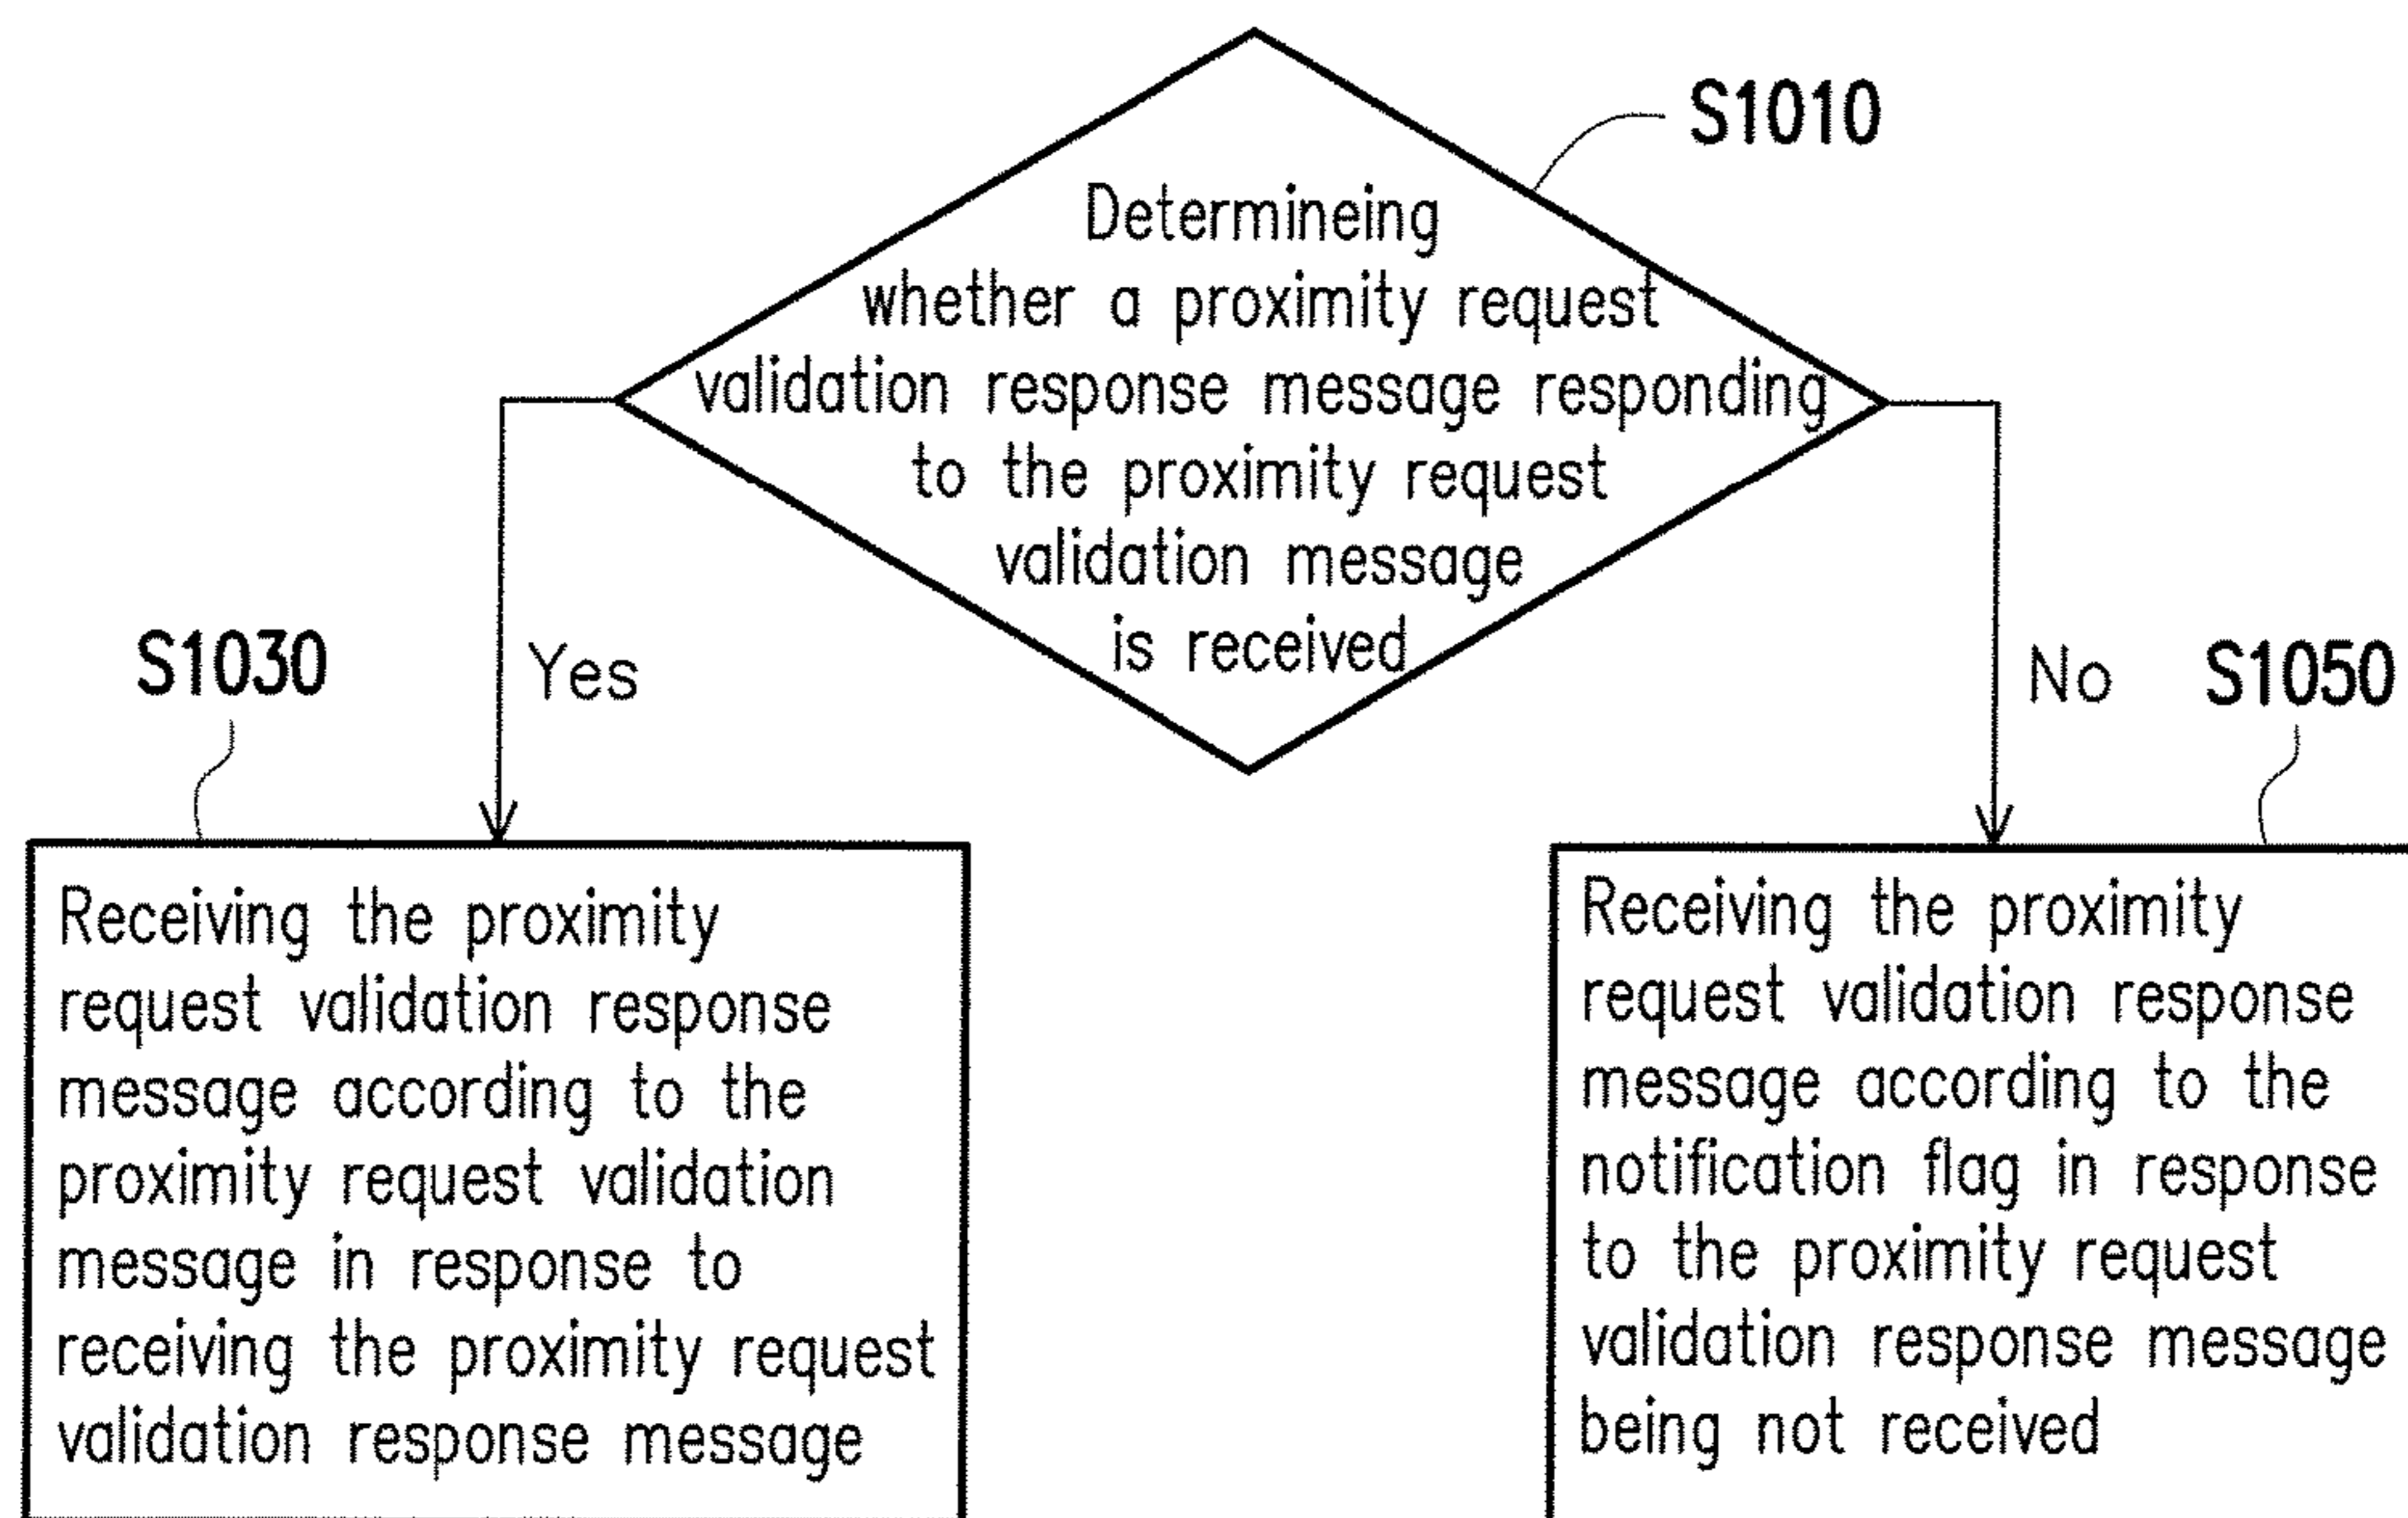 S1010
Determineing
whether a proximity request
validation response message responding
to the proximity request
validation message
is received
S1030
Yes
No
S1050
Receiving the proximity
request validation response
message according to the
proximity request validation
message in response to
receiving the proximity request
validation response message
Receiving the proximity
request validation response
message according to the
notification flag in response
to the proximity request
validation response message
being not received